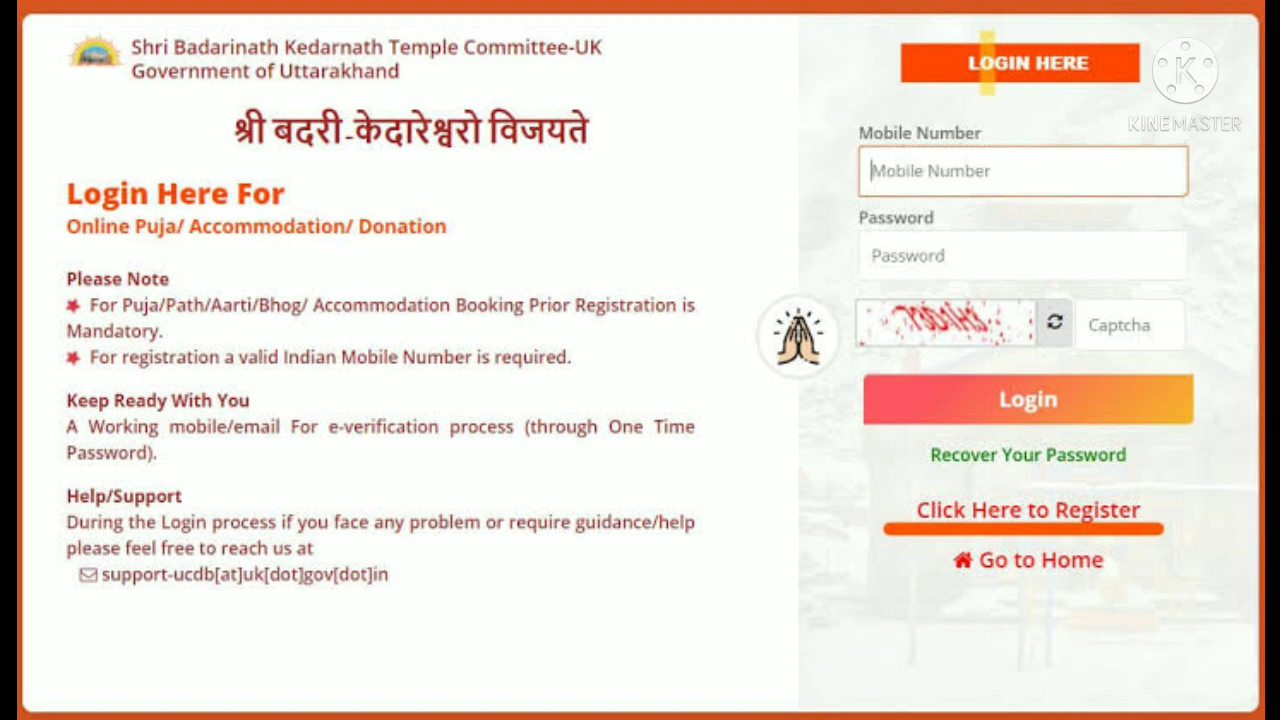 Shri Badarinath Kedarnath Temple Committee-UK
Government of Uttarakhand
श्री बदरी-केदारेश्वरो विजयते
Login Here For
Online Puja/ Accommodation/ Donation
Please Note
For Puja/Path/Aarti/Bhog/ Accommodation Booking Prior Registration is
Mandatory.
For registration a valid Indian Mobile Number is required.
Keep Ready With You
A Working mobile/email For e-verification process (through One Time
Password).
Help/Support
During the Login process if you face any problem or require guidance/help
please feel free to reach us at
support-ucdb[at]uk[dot]gov[dot]in
LOGIN HERE
K
KINEMASTER
Mobile Number
Mobile Number
Password
Password
Captcha
Login
Recover Your Password
Click Here to Register
Go to Home